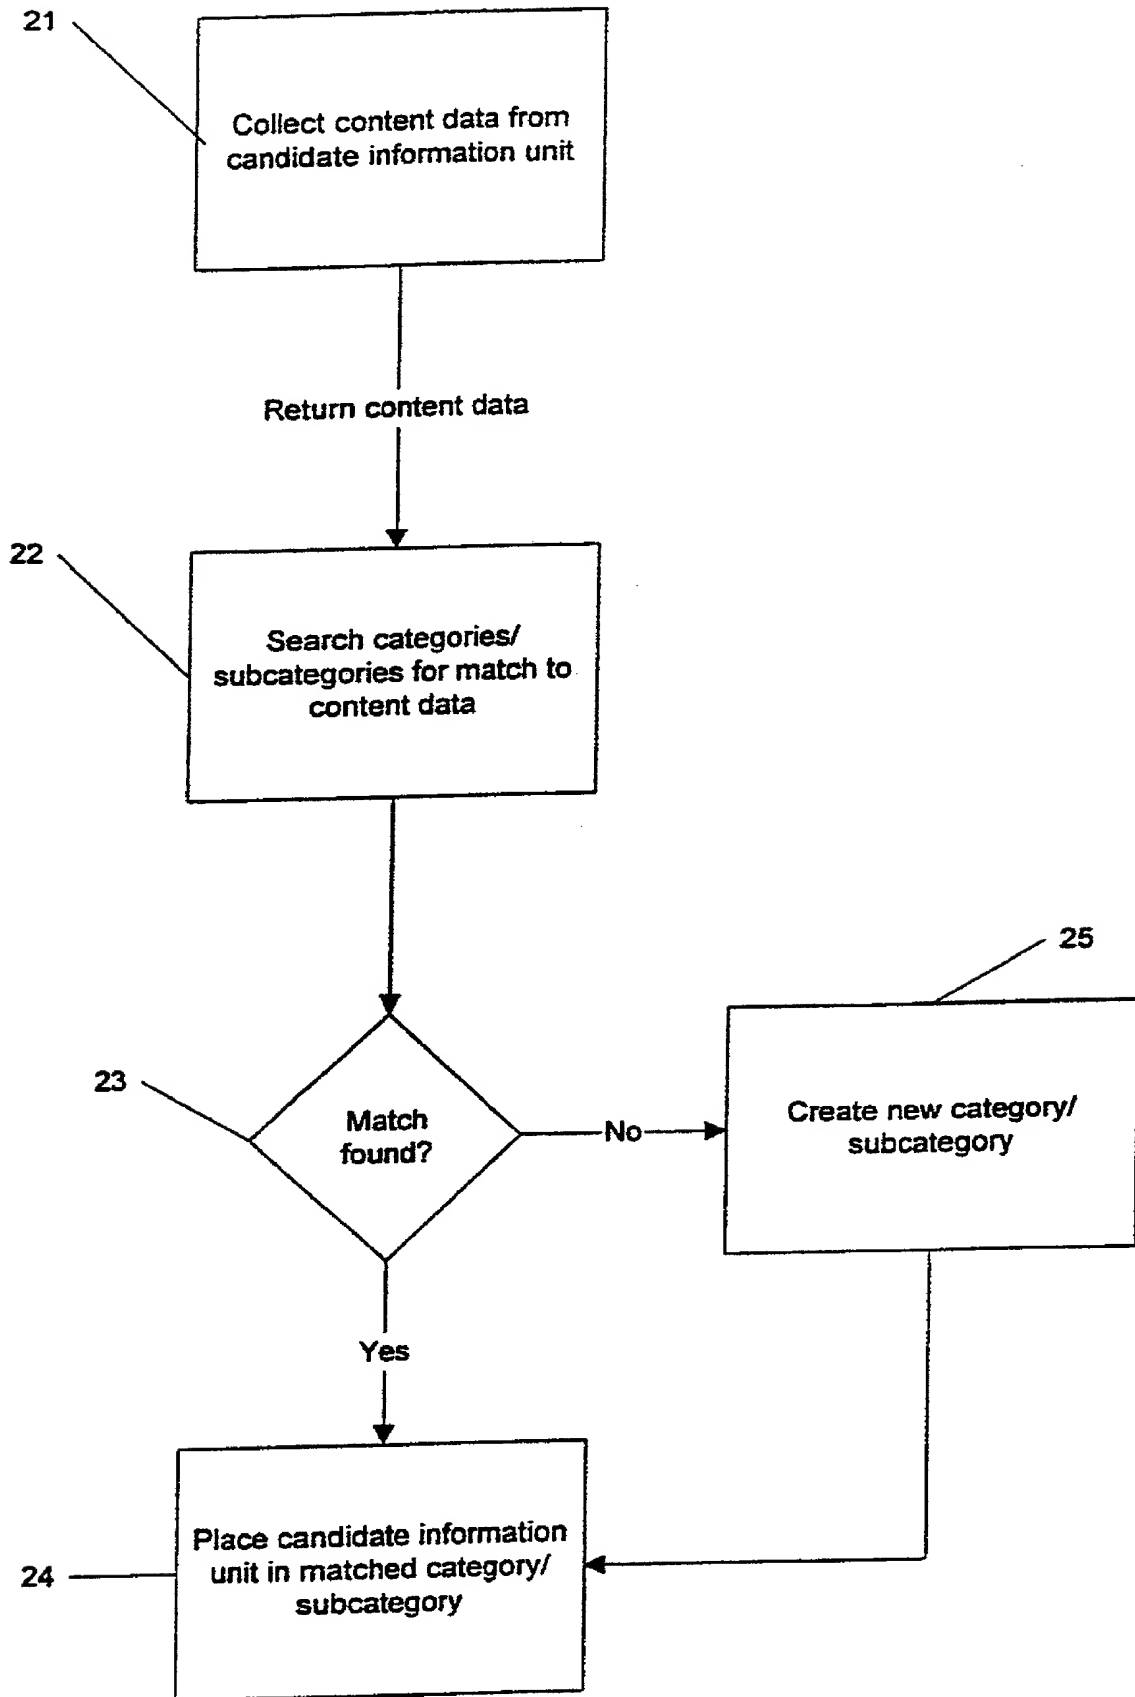 21
Collect content data from
candidate information unit
Return content data
22
Search categories/
subcategories for match to
content data
25
23
Match
found?
No
Create new category/
subcategory
Yes
Place candidate information
unit in matched category/
subcategory
24